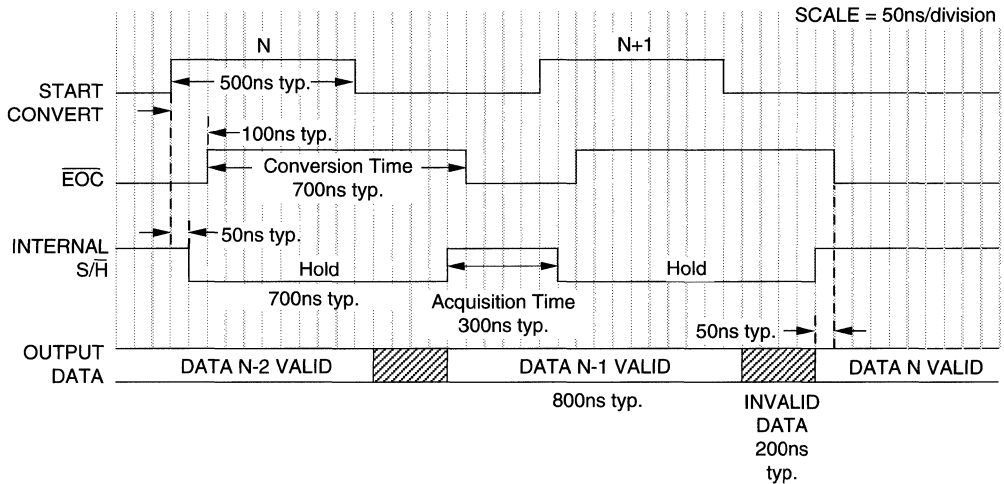 SCALE = 50ns/division
N
N+1
START
CONVERT
500ns typ.
100ns typ.
EOC
Conversion Time
700ns typ.
50ns typ.
INTERNAL
S/H
Hold
700ns typ.
Hold
Acquisition Time
300ns typ.
50ns typ.
OUTPUT
DATA
DATA N-2 VALID
DATA N-1 VALID
DATA N VALID
800ns typ.
INVALID
DATA
200ns
typ.